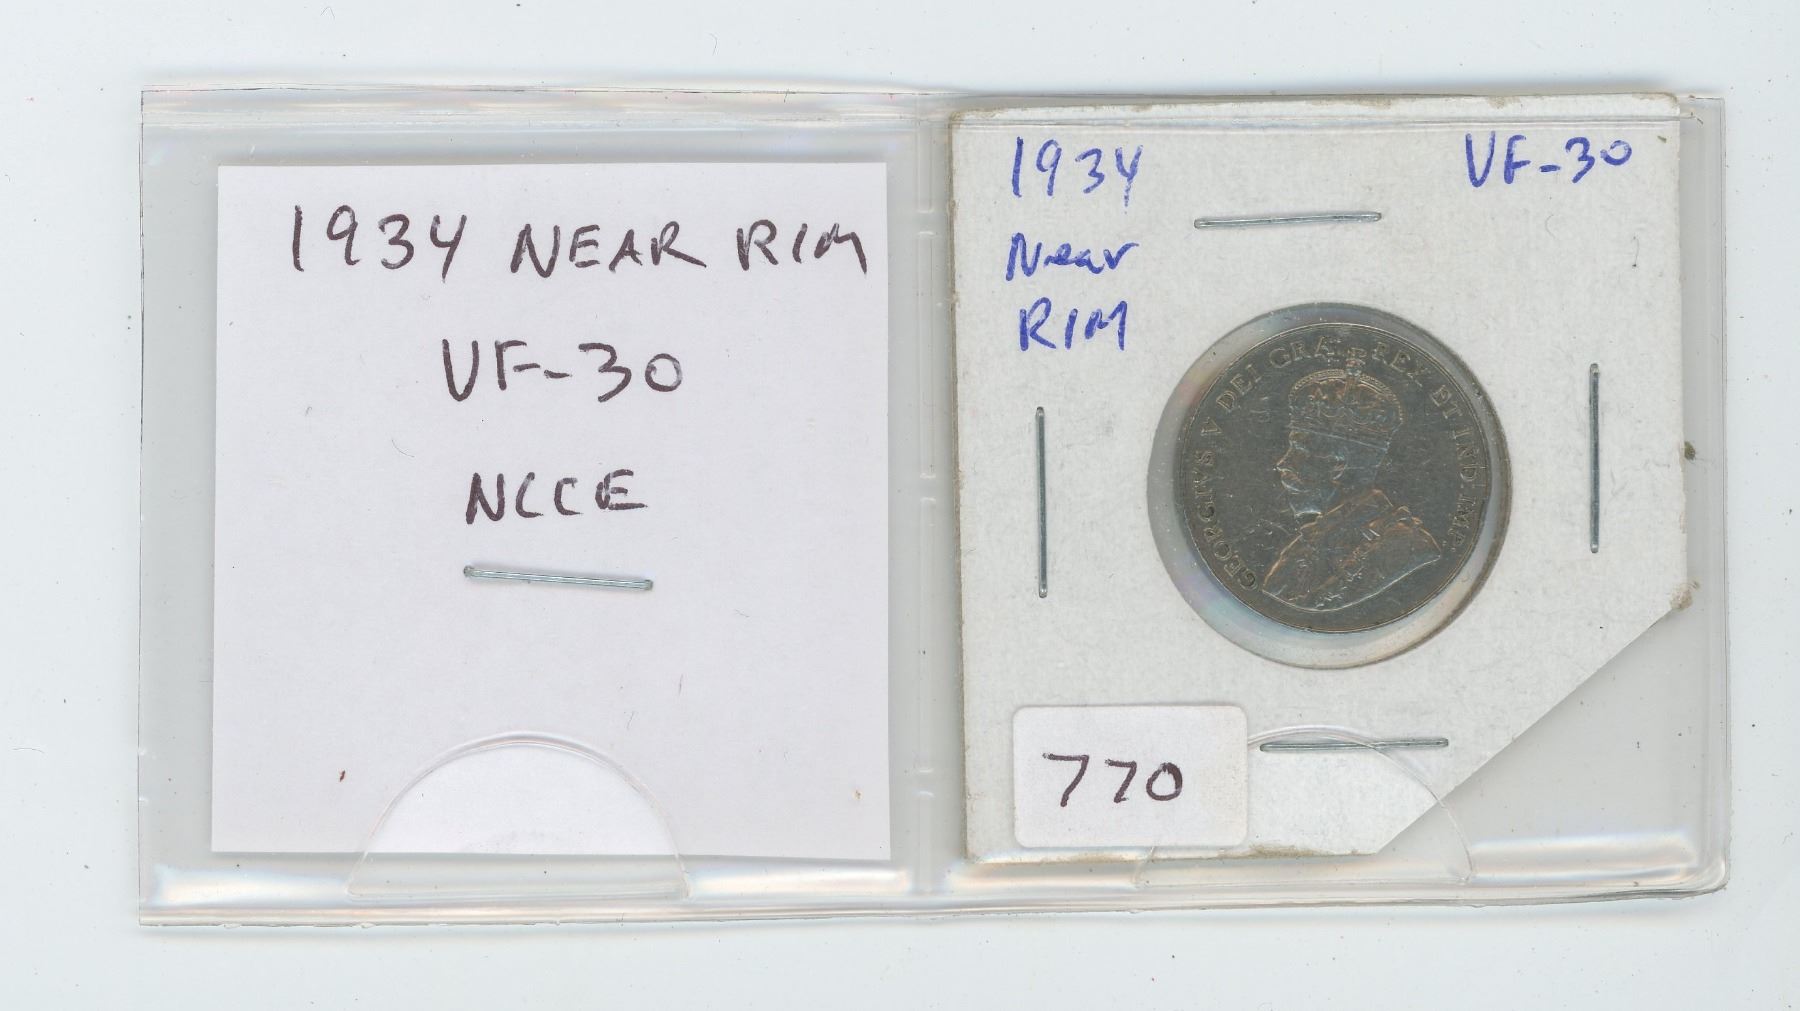 1934 NEAR RIM
VF-30
NCCE
1934
Near
RIM
VF-30
GEORGIVS V DEI GRA: REX ET IND: IMP:
770